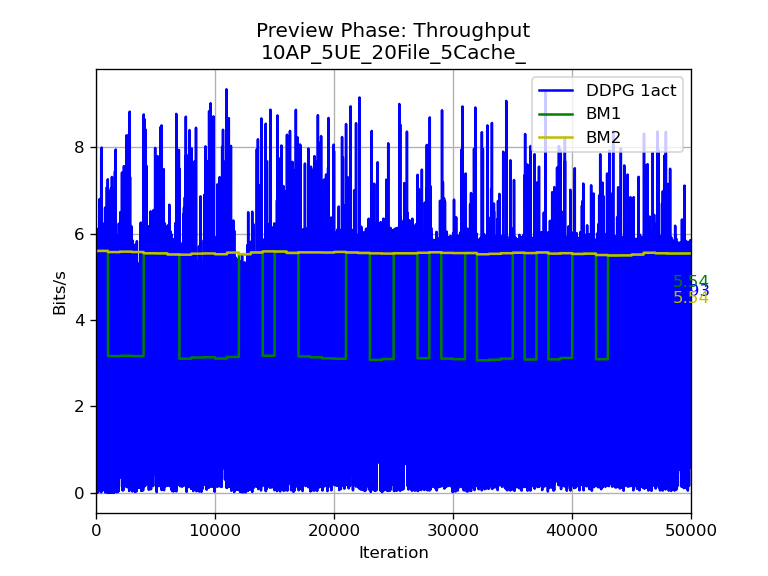 Preview Phase: Throughput
10AP_5UE_20File_5Cache_
DDPG 1act
BM1
BM2
8
6
4
2
0
Bits/s
5.54
5.54
0
10000
20000
30000
40000
50000
Iteration